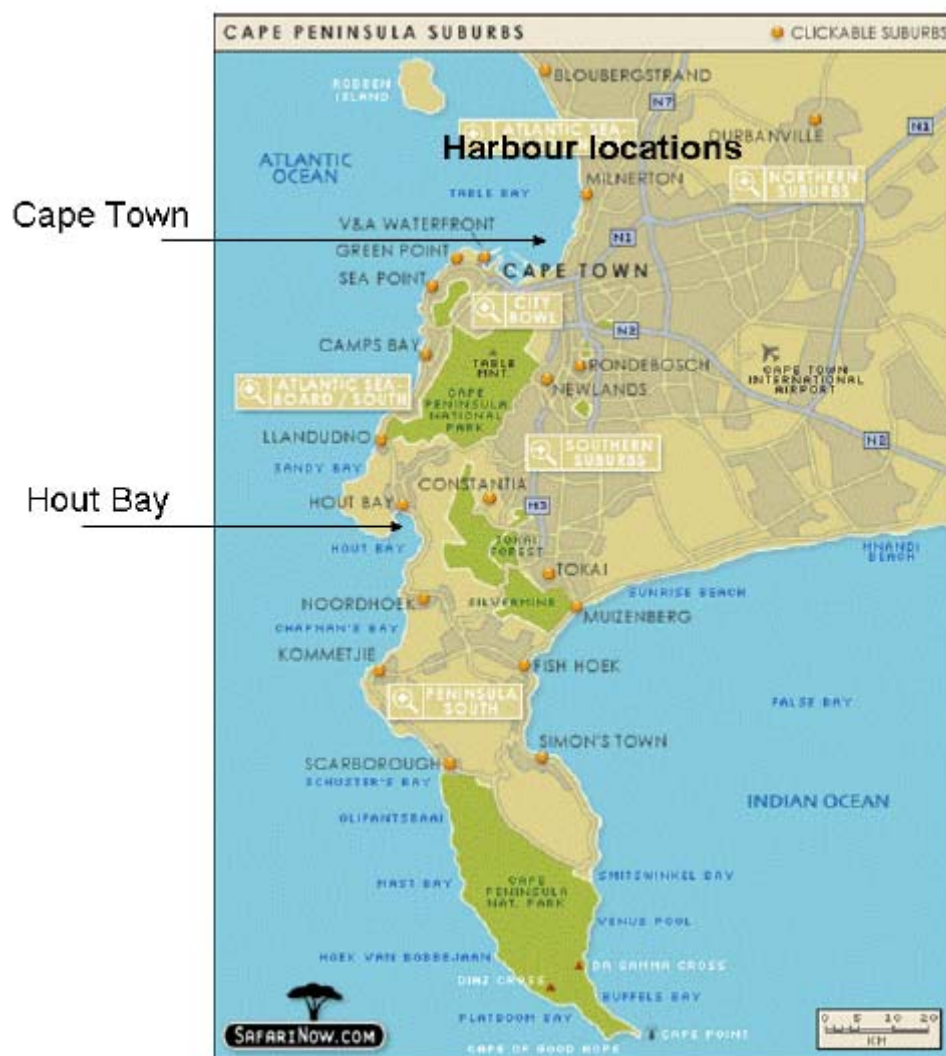 CAPE PENINSULA SUBURBS
CLICKABLE SUBURBS
BLOUBERGSTRAND
ROBBEN
ISLAND
N7
DURBANVILLE
N1
ATLANTIC SEA-
Harbour locations
ATLANTIC
OCEAN
NORTHERN
SUBURBS
MILNERTON
TABLE BAY
Cape Town
V&A WATERFRONT
N1
GREEN POINT
CAPE TOWN
SEA POINT
CITY
BOWL
N2
CAMPS BAY
TABLE
MNT.
RONDEBOSCH
CAPE TOWN
INTERNATIONAL
AIRPORT
NEWLANDS
ATLANTIC SEA-
BOARD / SOUTH
CAPE
PENINSULA
NATIONAL
PARK
LLANDUDNO
N2
SOUTHERN
SUBURBS
SANDY BAY
CONSTANTIA
Hout Bay
HOUT BAY
M3
HOUT BAY
TOKAI
FOREST
MNANDI
BEACH
TOKAI
SUNRISE BEACH
NOORDHOEK
SILVERMINE
MUIZENBERG
CHAPMAN'S BAY
KOMMETJIE
FISH HOEK
PENINSULA
SOUTH
FALSE BAY
SIMON'S TOWN
SCARBOROUGH
SCHUSTER'S BAY
INDIAN OCEAN
OLIFANTSBAAI
MAST BAY
CAPE
PENINSULA
NAT. PARK
SMITSWINKEL BAY
VENUS POOL
HOEK VAN BOBBEJAAN
DA GAMMA CROSS
DIAZ CROSS
BUFFELS BAY
PLATBOOM BAY
0 5 10 20
KM
SAFARINOW.COM
CAPE POINT
CAPE OF GOOD HOPE